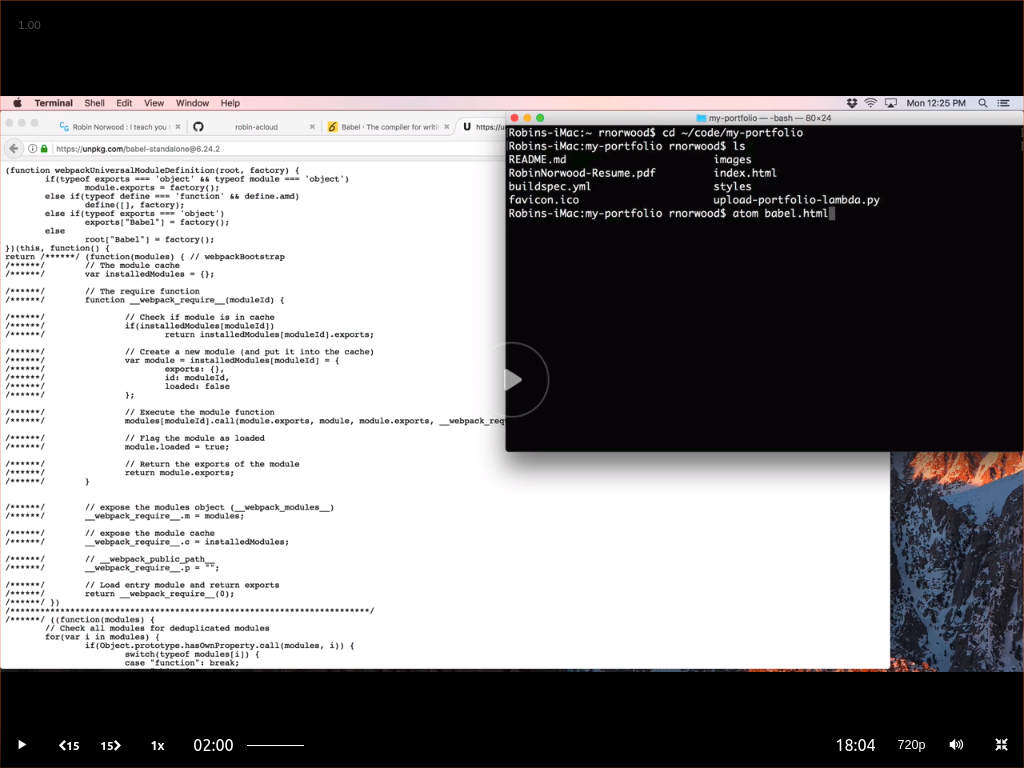 1.00
Terminal Shell Edit View Window Help Mon 12:25 PM
Robin Norwood : I teach you robin-acloud Babel · The compiler for writi https://u
https://unpkg.com/babel-standalone@6.24.2
my-portfolio — -bash — 80×24
Robins-iMac:~ rnorwood$ cd ~/code/my-portfolio
Robins-iMac:my-portfolio rnorwood$ ls
README.md images
RobinNorwood-Resume.pdf index.html
buildspec.yml styles
favicon.ico upload-portfolio-lambda.py
Robins-iMac:my-portfolio rnorwood$ atom babel.html
(function webpackUniversalModuleDefinition(root, factory) {
if(typeof exports === 'object' && typeof module === 'object')
module.exports = factory();
else if(typeof define === 'function' && define.amd)
define([], factory);
else if(typeof exports === 'object')
exports["Babel"] = factory();
else
root["Babel"] = factory();
})(this, function() {
return /******/ (function(modules) { // webpackBootstrap
/******/ // The module cache
/******/ var installedModules = {};
/******/ // The require function
/******/ function __webpack_require__(moduleId) {
/******/ // Check if module is in cache
/******/ if(installedModules[moduleId])
/******/ return installedModules[moduleId].exports;
/******/ // Create a new module (and put it into the cache)
/******/ var module = installedModules[moduleId] = {
/******/ exports: {},
/******/ id: moduleId,
/******/ loaded: false
/******/ };
/******/ // Execute the module function
/******/ modules[moduleId].call(module.exports, module, module.exports, __webpack_req
/******/ // Flag the module as loaded
/******/ module.loaded = true;
/******/ // Return the exports of the module
/******/ return module.exports;
/******/ }
/******/ // expose the modules object (__webpack_modules__)
/******/ __webpack_require__.m = modules;
/******/ // expose the module cache
/******/ __webpack_require__.c = installedModules;
/******/ // __webpack_public_path__
/******/ __webpack_require__.p = "";
/******/ // Load entry module and return exports
/******/ return __webpack_require__(0);
/******/ })
/************************************************************************/
/******/ ((function(modules) {
// Check all modules for deduplicated modules
for(var i in modules) {
if(Object.prototype.hasOwnProperty.call(modules, i)) {
switch(typeof modules[i]) {
case "function": break;
15 15 1x 02:00 18:04 720p